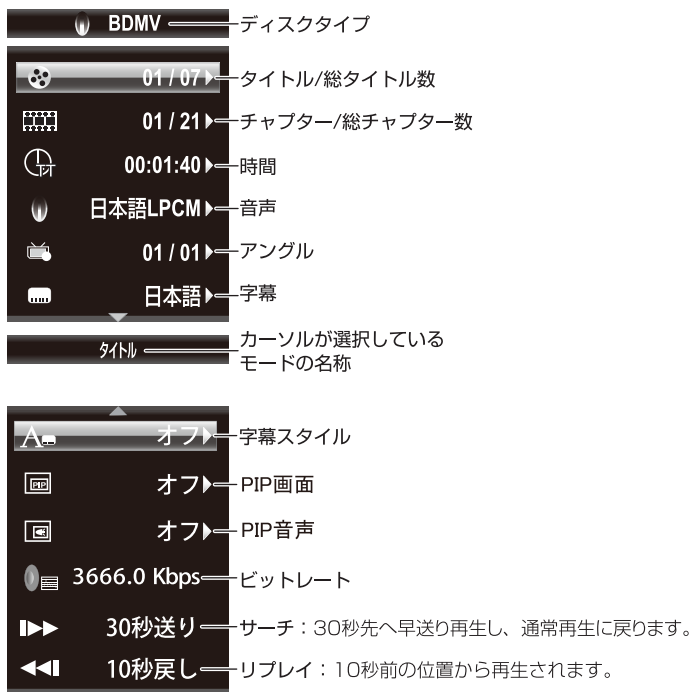 BDMV ディスクタイプ
01 / 07 タイトル/総タイトル数
01 / 21 チャプター/総チャプター数
00:01:40 時間
日本語LPCM 音声
01 / 01 アングル
日本語 字幕
タイトル カーソルが選択している
モードの名称
A オフ 字幕スタイル
PIP オフ PIP画面
オフ PIP音声
3666.0 Kbps ビットレート
30秒送り サーチ：30秒先へ早送り再生し、通常再生に戻ります。
10秒戻し リプレイ：10秒前の位置から再生されます。